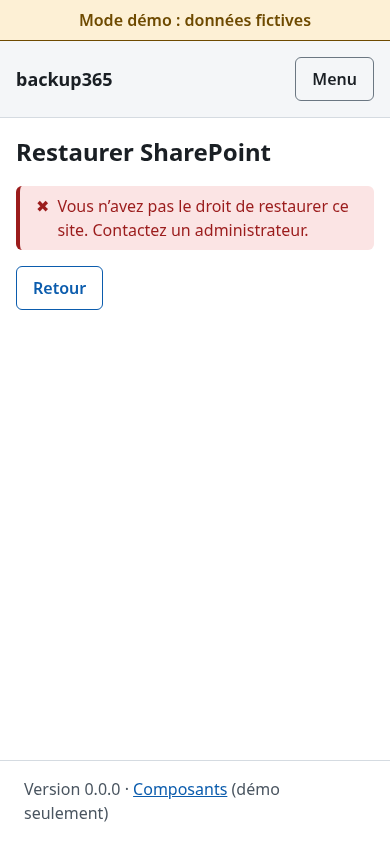 Mode démo : données fictives
backup365
Menu
Restaurer SharePoint
✖ Vous n’avez pas le droit de restaurer ce
site. Contactez un administrateur.
Retour
Version 0.0.0 · Composants (démo
seulement)